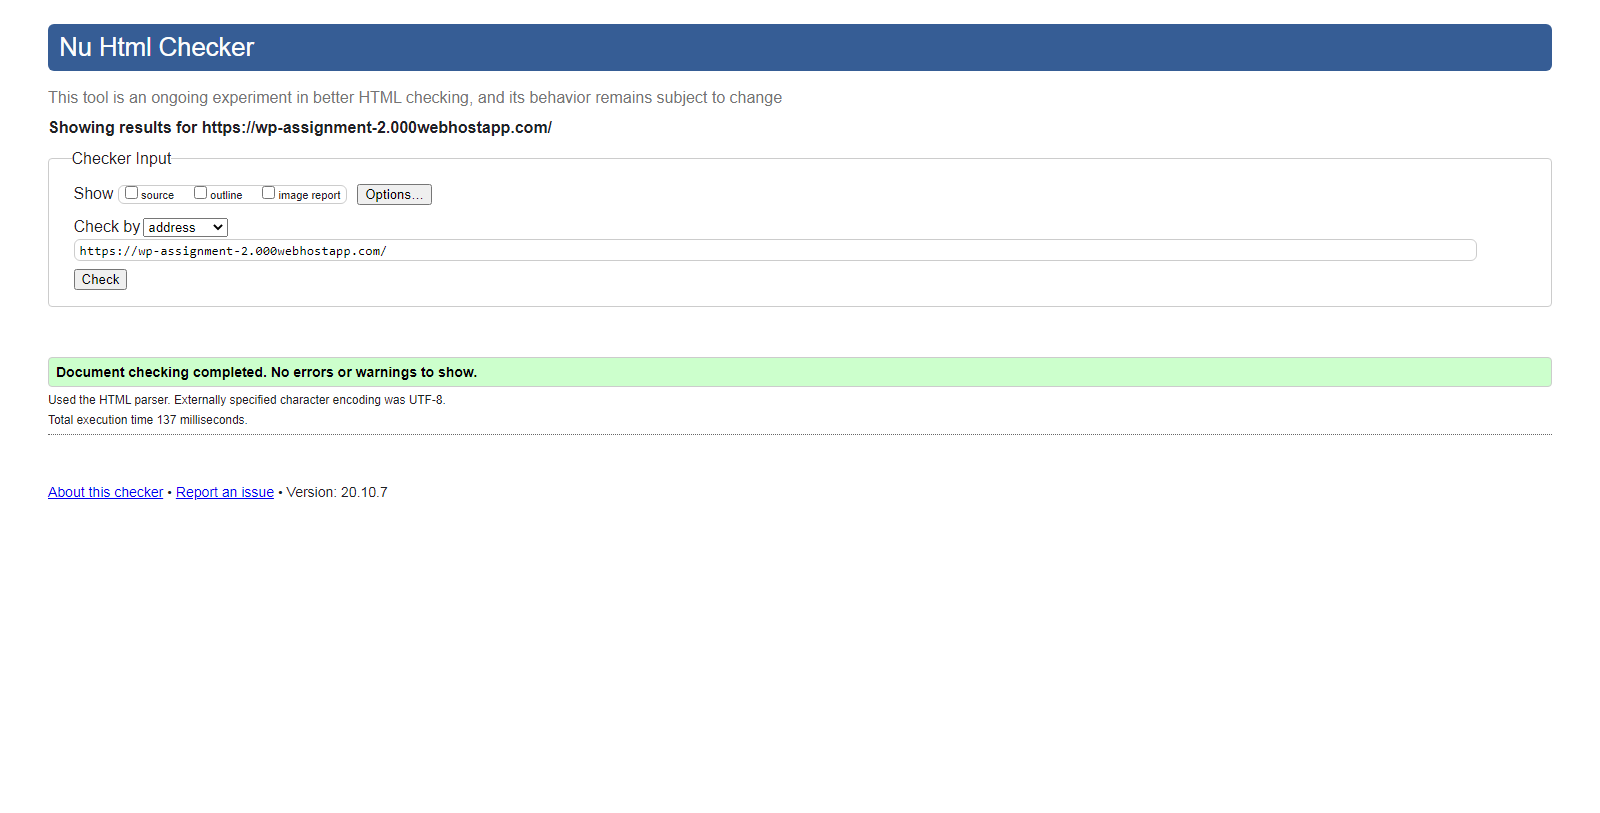 Nu Html Checker
This tool is an ongoing experiment in better HTML checking, and its behavior remains subject to change
Showing results for https://wp-assignment-2.000webhostapp.com/
Checker Input
Show source outline image report Options...
Check by address
https://wp-assignment-2.000webhostapp.com/
Check
Document checking completed. No errors or warnings to show.
Used the HTML parser. Externally specified character encoding was UTF-8.
Total execution time 137 milliseconds.
About this checker • Report an issue • Version: 20.10.7